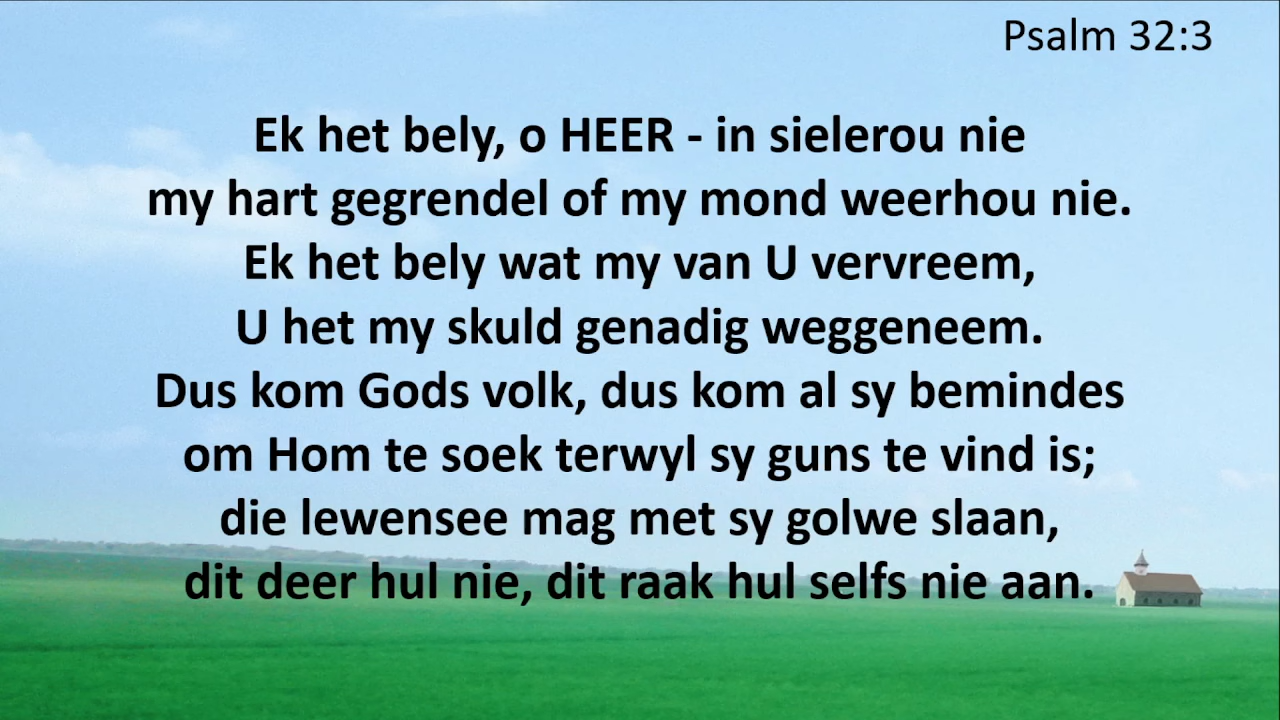 Psalm 32:3
Ek het bely, o HEER - in sielerou nie
my hart gegrendel of my mond weerhou nie.
Ek het bely wat my van U vervreem,
U het my skuld genadig weggeneem.
Dus kom Gods volk, dus kom al sy bemindes
om Hom te soek terwyl sy guns te vind is;
die lewensee mag met sy golwe slaan,
dit deer hul nie, dit raak hul selfs nie aan.